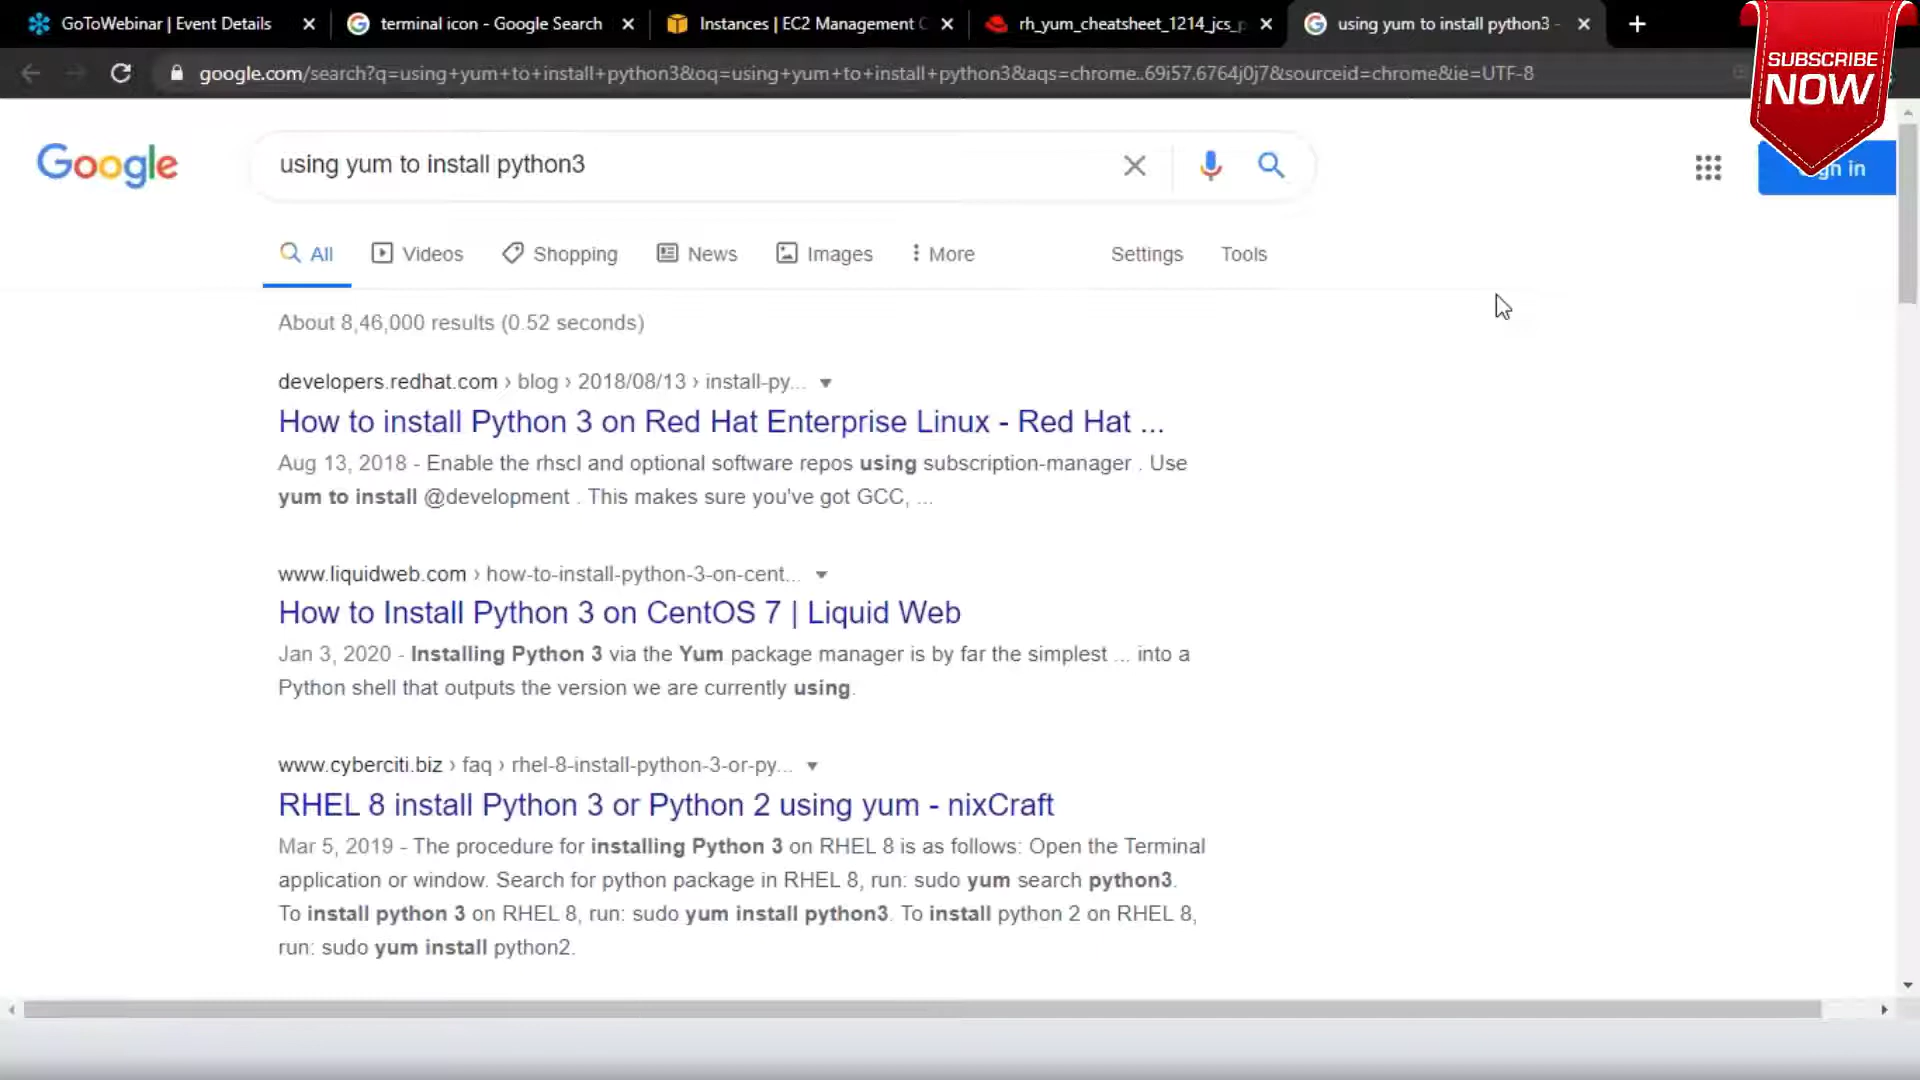 GoToWebinar | Event Details
terminal icon - Google Search
Instances | EC2 Management C
rh_yum_cheatsheet_1214_jcs_p
using yum to install python3 -
google.com/search?q=using+yum+to+install+python3&oq=using+yum+to+install+python3&aqs=chrome..69i57.6764j0j7&sourceid=chrome&ie=UTF-8
SUBSCRIBE
NOW
Google
using yum to install python3
gn in
All
Videos
Shopping
News
Images
More
Settings
Tools
About 8,46,000 results (0.52 seconds)
developers.redhat.com › blog › 2018/08/13 › install-py...
How to install Python 3 on Red Hat Enterprise Linux - Red Hat ...
Aug 13, 2018 - Enable the rhscl and optional software repos using subscription-manager . Use
yum to install @development . This makes sure you've got GCC, ...
www.liquidweb.com › how-to-install-python-3-on-cent...
How to Install Python 3 on CentOS 7 | Liquid Web
Jan 3, 2020 - Installing Python 3 via the Yum package manager is by far the simplest ... into a
Python shell that outputs the version we are currently using.
www.cyberciti.biz › faq › rhel-8-install-python-3-or-py...
RHEL 8 install Python 3 or Python 2 using yum - nixCraft
Mar 5, 2019 - The procedure for installing Python 3 on RHEL 8 is as follows: Open the Terminal
application or window. Search for python package in RHEL 8, run: sudo yum search python3.
To install python 3 on RHEL 8, run: sudo yum install python3. To install python 2 on RHEL 8,
run: sudo yum install python2.